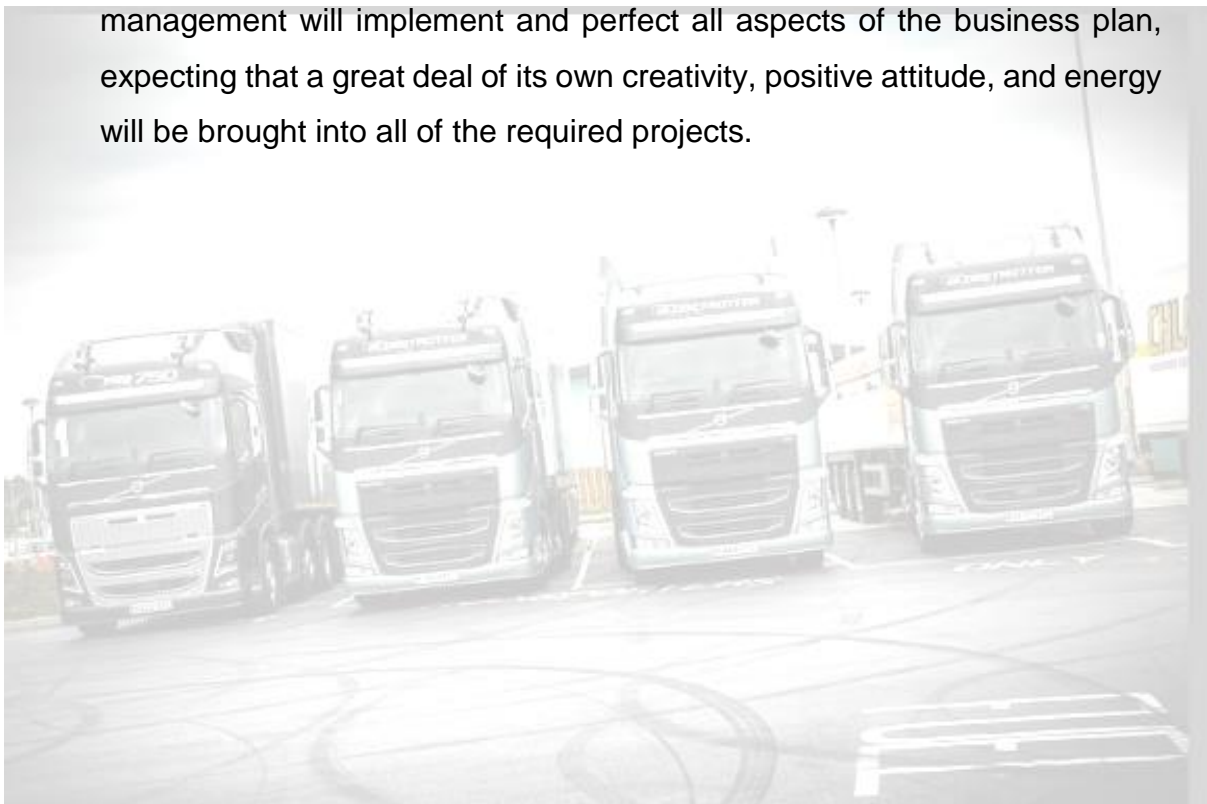 management will implement and perfect all aspects of the business plan,
expecting that a great deal of its own creativity, positive attitude, and energy
will be brought into all of the required projects.